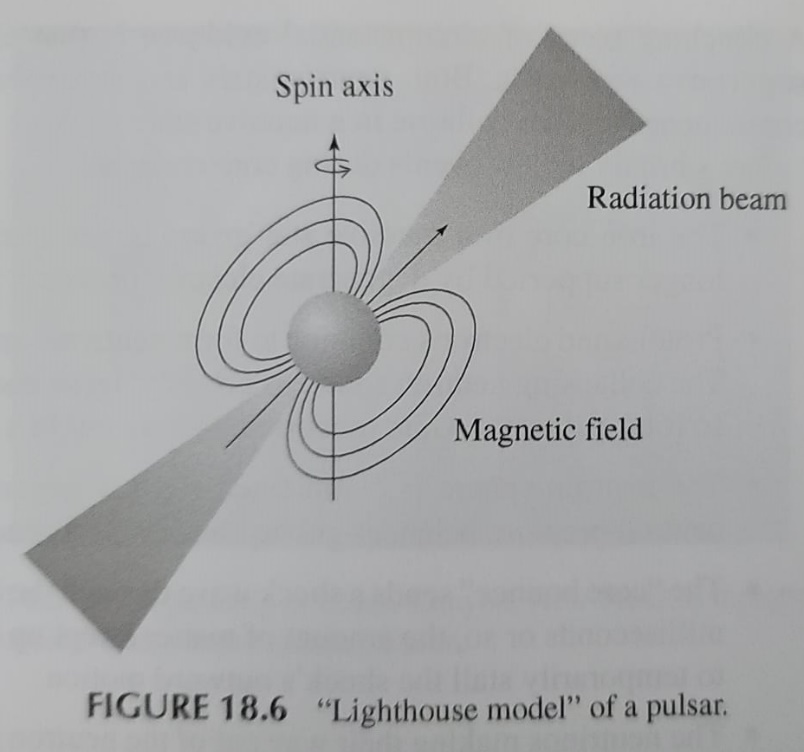 Spin axis
Radiation beam
Magnetic field
FIGURE 18.6 “Lighthouse model” of a pulsar.